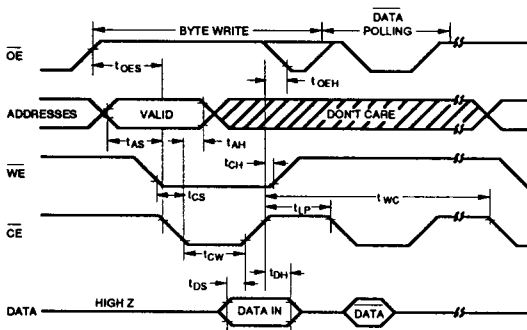 BYTE WRITE
DATA
POLLING
OE
tOES
tOEH
ADDRESSES
VALID
DON'T CARE
tAS
tAH
WE
tCH
tCS
tWC
tLP
CE
tCW
tDS
tDH
DATA
HIGH Z
DATA IN
DATA